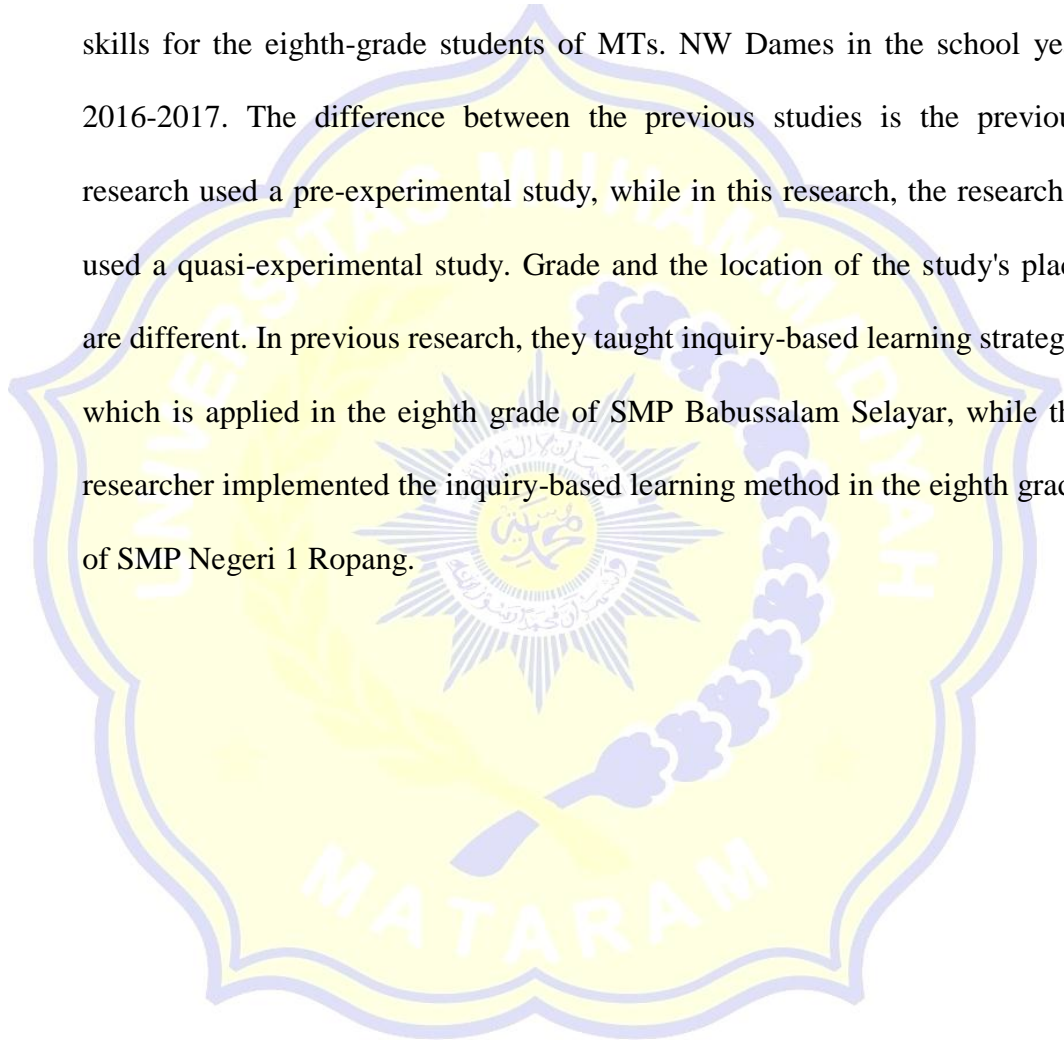 skills for the eighth-grade students of MTs. NW Dames in the school ye
2016-2017. The difference between the previous studies is the previou
research used a pre-experimental study, while in this research, the research
used a quasi-experimental study. Grade and the location of the study's plac
are different. In previous research, they taught inquiry-based learning strateg
which is applied in the eighth grade of SMP Babussalam Selayar, while th
researcher implemented the inquiry-based learning method in the eighth grad
of SMP Negeri 1 Ropang.
UNIVERSITAS MUHAMMADIYAH
MATARAM